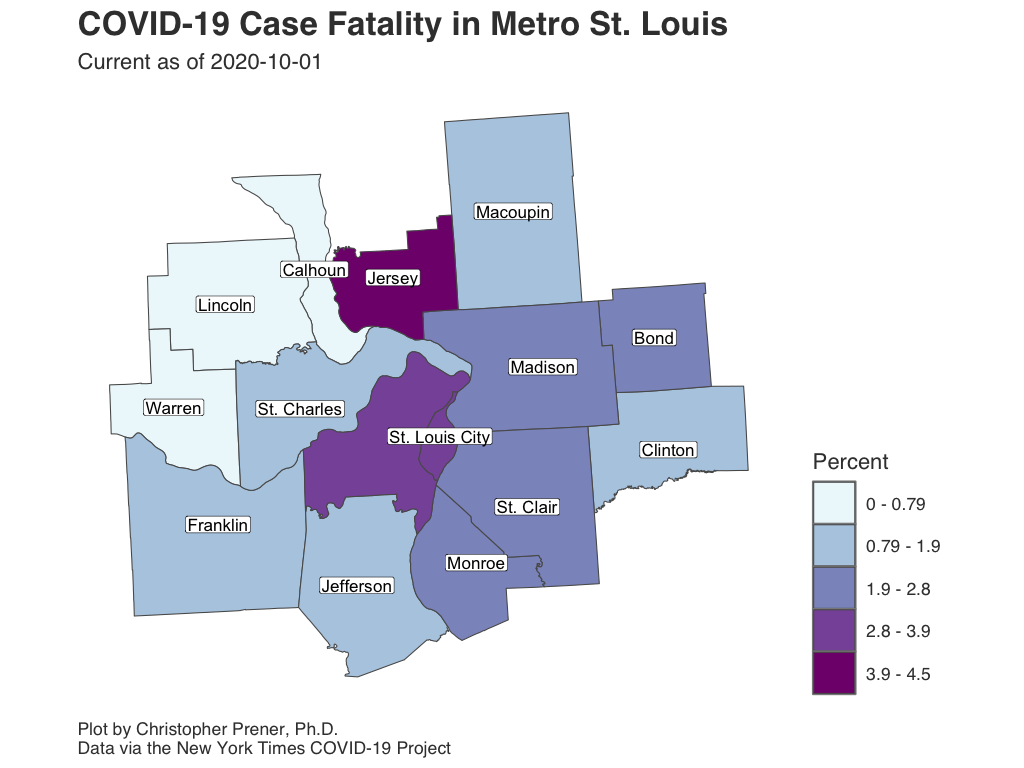 COVID-19 Case Fatality in Metro St. Louis
Current as of 2020-10-01
Macoupin
Calhoun
Jersey
Lincoln
Bond
Madison
Warren
St. Charles
St. Louis City
Clinton
St. Clair
Franklin
Monroe
Jefferson
Percent
0 - 0.79
0.79 - 1.9
1.9 - 2.8
2.8 - 3.9
3.9 - 4.5
Plot by Christopher Prener, Ph.D.
Data via the New York Times COVID-19 Project